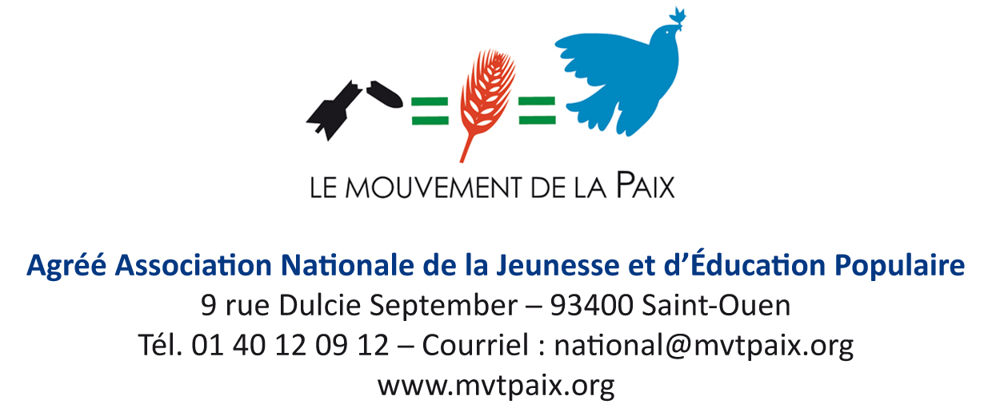 LE MOUVEMENT DE LA PAIX
Agréé Association Nationale de la Jeunesse et d’Éducation Populaire
9 rue Dulcie September – 93400 Saint-Ouen
Tél. 01 40 12 09 12 – Courriel : national@mvtpaix.org
www.mvtpaix.org